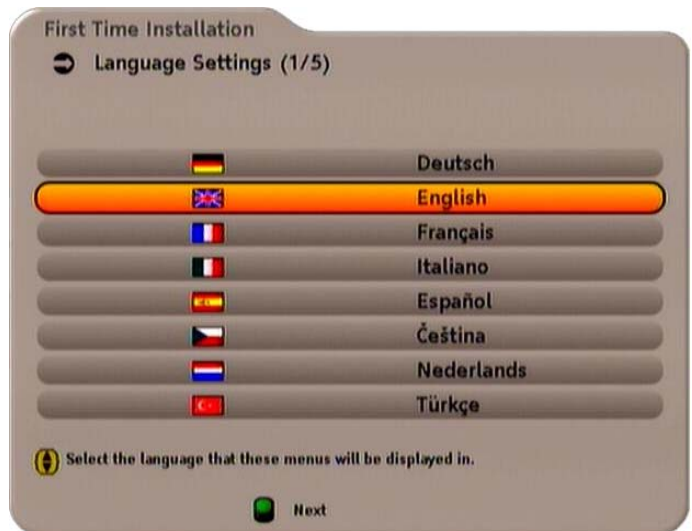 First Time Installation
Language Settings (1/5)
Deutsch
English
Français
Italiano
Español
Čeština
Nederlands
Türkçe
Select the language that these menus will be displayed in.
Next